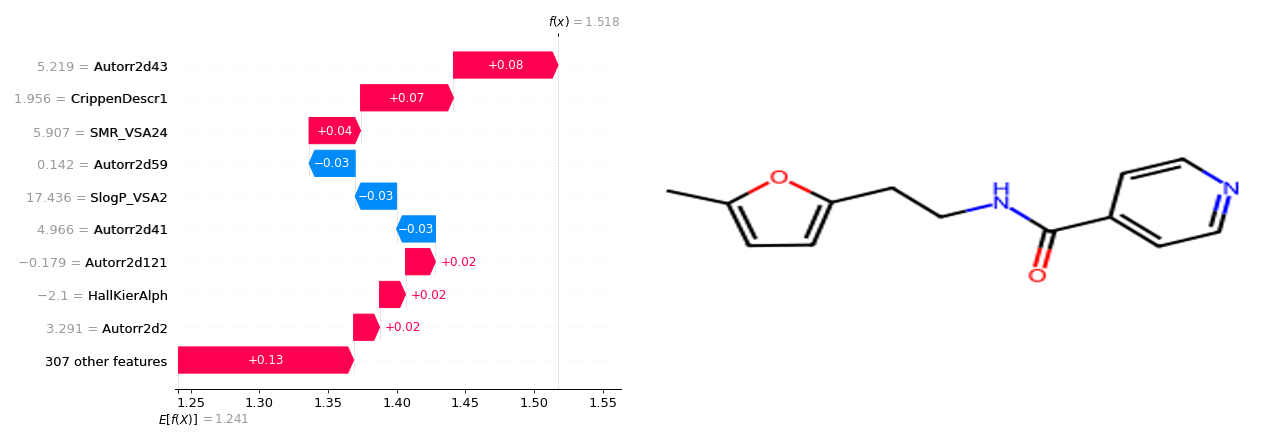 f(x) = 1.518
5.219 = Autorr2d43 +0.08
1.956 = CrippenDescr1 +0.07
5.907 = SMR_VSA24 +0.04
0.142 = Autorr2d59 −0.03
17.436 = SlogP_VSA2 −0.03
4.966 = Autorr2d41 −0.03
−0.179 = Autorr2d121 +0.02
−2.1 = HallKierAlph +0.02
3.291 = Autorr2d2 +0.02
307 other features +0.13
1.25 1.30 1.35 1.40 1.45 1.50 1.55
E[f(X)] = 1.241
O
H
N
O
N